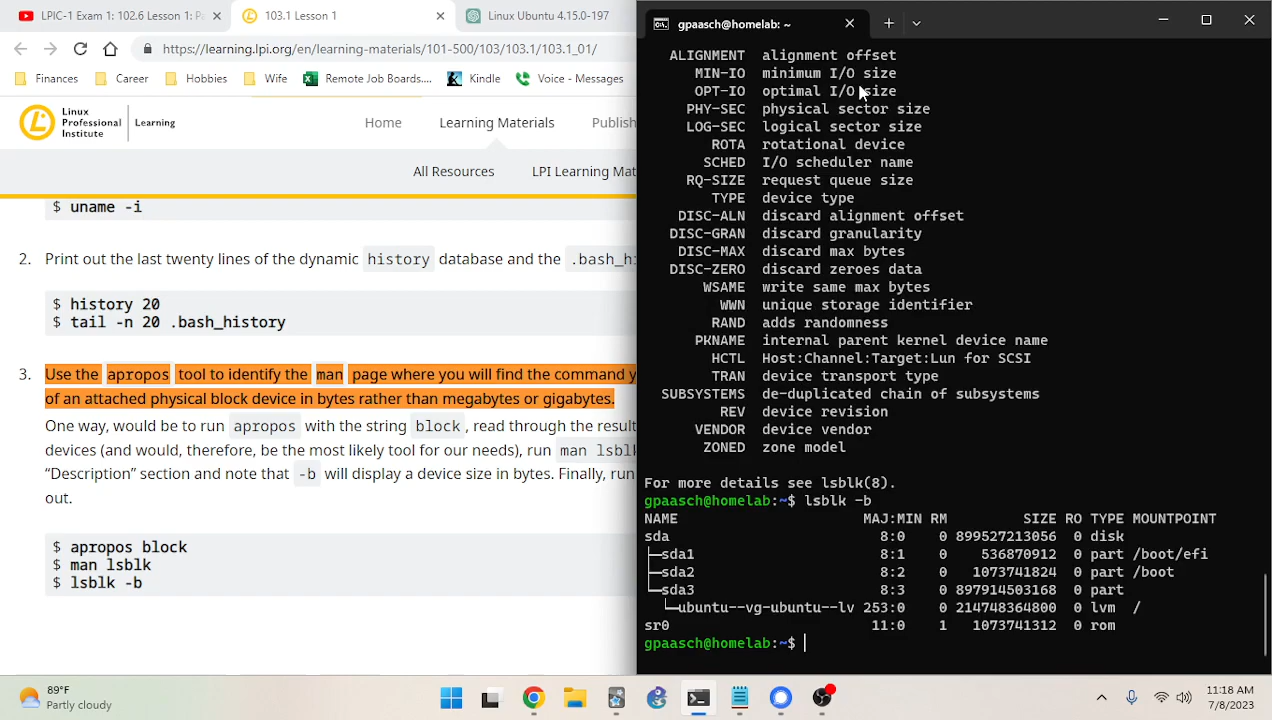 LPIC-1 Exam 1: 102.6 Lesson 1: Pa
103.1 Lesson 1
Linux Ubuntu 4.15.0-197
https://learning.lpi.org/en/learning-materials/101-500/103/103.1/103.1_01/
Finances
Career
Hobbies
Wife
Remote Job Boards....
Kindle
Voice - Messages
Linux
Professional
Institute
Learning
Home
Learning Materials
Publish
All Resources
LPI Learning Mat
$ uname -i
2. Print out the last twenty lines of the dynamic history database and the .bash_hi
$ history 20
$ tail -n 20 .bash_history
3. Use the apropos tool to identify the man page where you will find the command y
of an attached physical block device in bytes rather than megabytes or gigabytes.
One way, would be to run apropos with the string block, read through the result
devices (and would, therefore, be the most likely tool for our needs), run man lsblk
“Description” section and note that -b will display a device size in bytes. Finally, run
out.
$ apropos block
$ man lsblk
$ lsblk -b
gpaasch@homelab: ~
ALIGNMENT alignment offset
MIN-IO minimum I/O size
OPT-IO optimal I/O size
PHY-SEC physical sector size
LOG-SEC logical sector size
ROTA rotational device
SCHED I/O scheduler name
RQ-SIZE request queue size
TYPE device type
DISC-ALN discard alignment offset
DISC-GRAN discard granularity
DISC-MAX discard max bytes
DISC-ZERO discard zeroes data
WSAME write same max bytes
WWN unique storage identifier
RAND adds randomness
PKNAME internal parent kernel device name
HCTL Host:Channel:Target:Lun for SCSI
TRAN device transport type
SUBSYSTEMS de-duplicated chain of subsystems
REV device revision
VENDOR device vendor
ZONED zone model
For more details see lsblk(8).
gpaasch@homelab:~$ lsblk -b
NAME MAJ:MIN RM SIZE RO TYPE MOUNTPOINT
sda 8:0 0 899527213056 0 disk
├─sda1 8:1 0 536870912 0 part /boot/efi
├─sda2 8:2 0 1073741824 0 part /boot
└─sda3 8:3 0 897914503168 0 part
└─ubuntu--vg-ubuntu--lv 253:0 0 214748364800 0 lvm /
sr0 11:0 1 1073741312 0 rom
gpaasch@homelab:~$
89°F
Partly cloudy
11:18 AM
7/8/2023